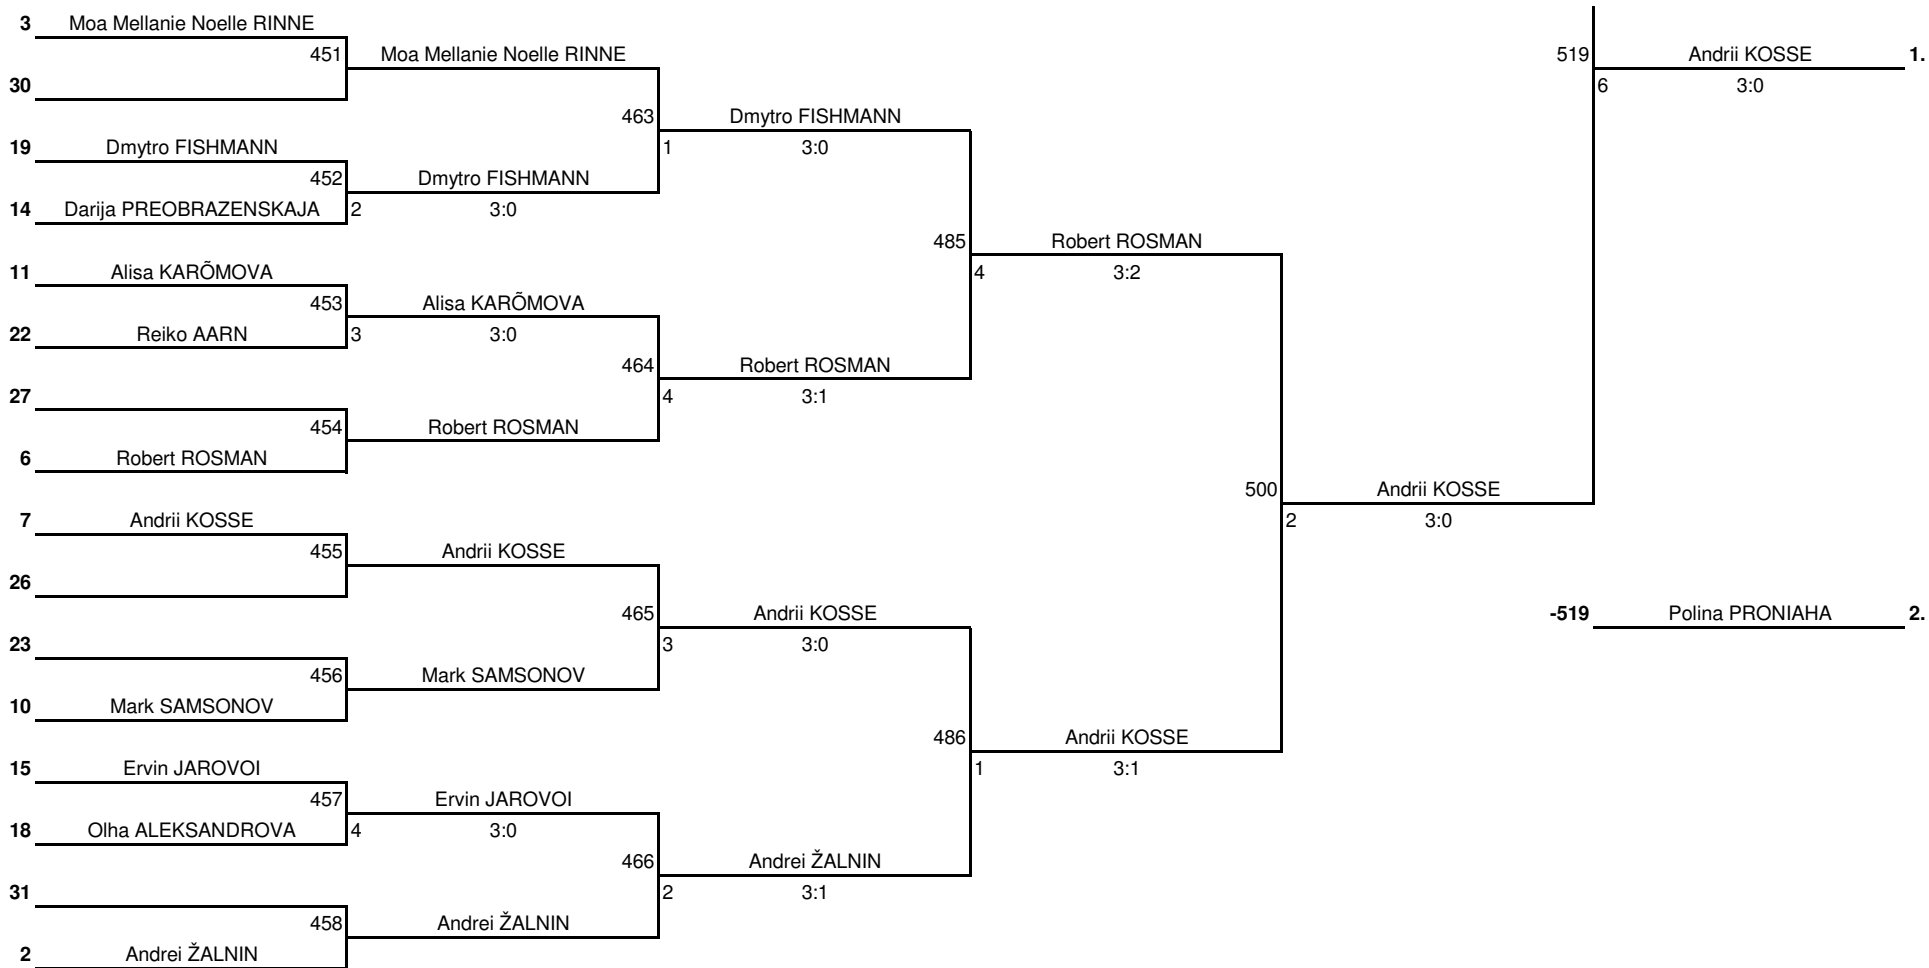 3 Moa Mellanie Noelle RINNE
451 Moa Mellanie Noelle RINNE 519 Andrii KOSSE 1.
30 6 3:0
463 Dmytro FISHMANN
19 Dmytro FISHMANN 1 3:0
452 Dmytro FISHMANN
14 Darija PREOBRAZENSKAJA 2 3:0
485 Robert ROSMAN
11 Alisa KARÕMOVA 4 3:2
453 Alisa KARÕMOVA
22 Reiko AARN 3 3:0
464 Robert ROSMAN
27 4 3:1
454 Robert ROSMAN
6 Robert ROSMAN
500 Andrii KOSSE
7 Andrii KOSSE 2 3:0
455 Andrii KOSSE
26
465 Andrii KOSSE -519 Polina PRONIAHA 2.
23 3 3:0
456 Mark SAMSONOV
10 Mark SAMSONOV
486 Andrii KOSSE
15 Ervin JAROVOI 1 3:1
457 Ervin JAROVOI
18 Olha ALEKSANDROVA 4 3:0
466 Andrei ŽALNIN
31 2 3:1
458 Andrei ŽALNIN
2 Andrei ŽALNIN